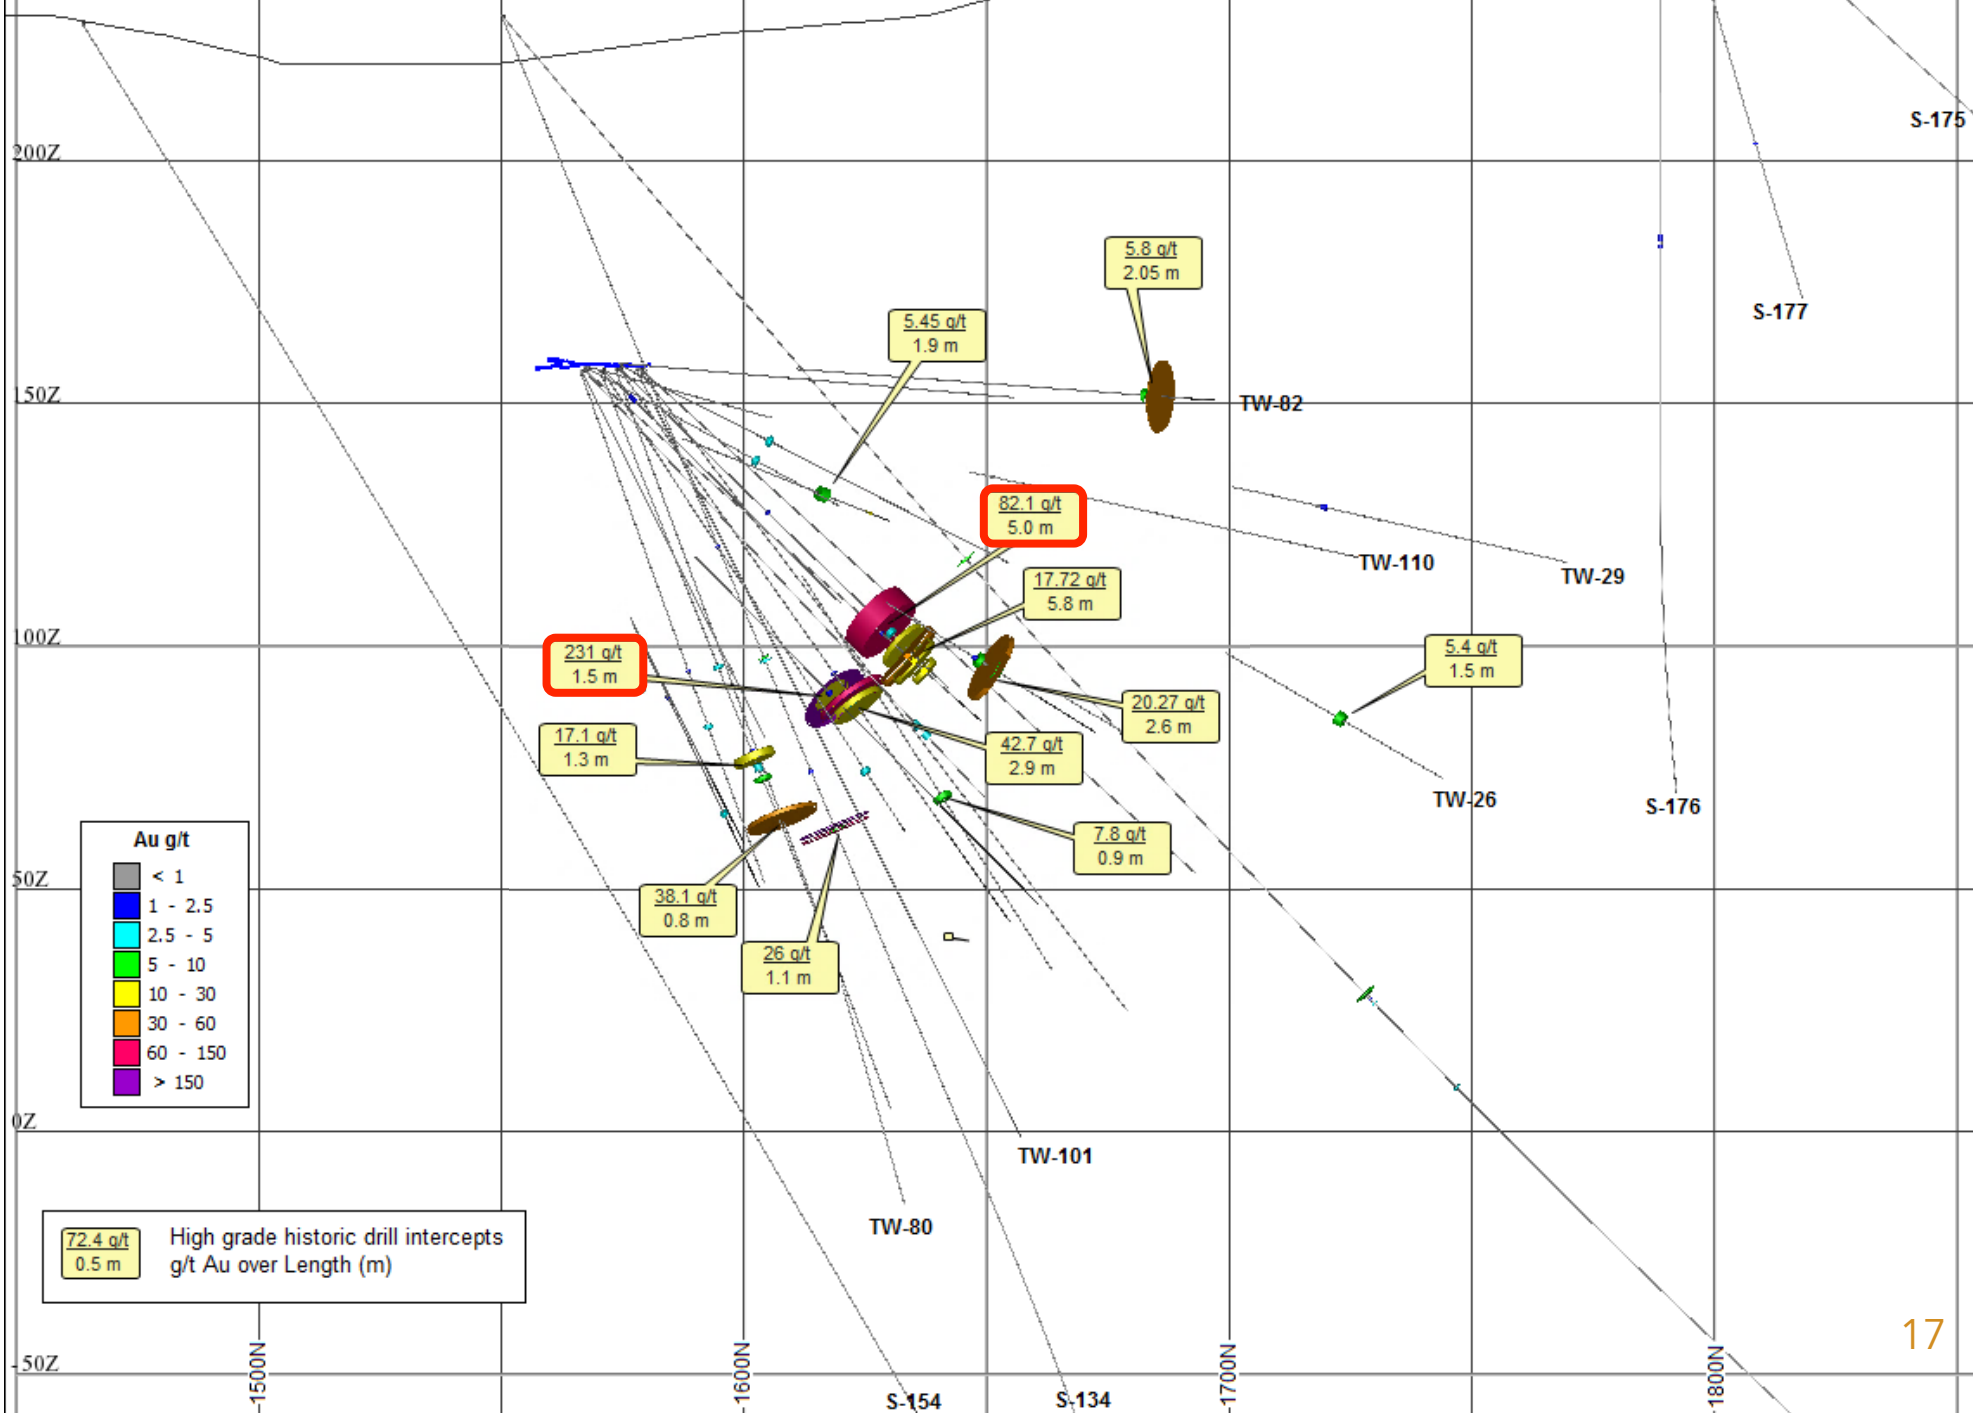 S-175
200Z
5.8 g/t
2.05 m
S-177
5.45 g/t
1.9 m
150Z
TW-82
82.1 g/t
5.0 m
TW-110
TW-29
17.72 g/t
5.8 m
100Z
231 g/t
1.5 m
5.4 g/t
1.5 m
20.27 g/t
2.6 m
17.1 g/t
1.3 m
42.7 g/t
2.9 m
TW-26
S-176
7.8 g/t
0.9 m
Au g/t
< 1
1 - 2.5
2.5 - 5
5 - 10
10 - 30
30 - 60
60 - 150
> 150
50Z
38.1 g/t
0.8 m
26 g/t
1.1 m
0Z
TW-101
TW-80
72.4 g/t
0.5 m
High grade historic drill intercepts
g/t Au over Length (m)
17
-50Z
1500N
1600N
1700N
1800N
S-154
S-134